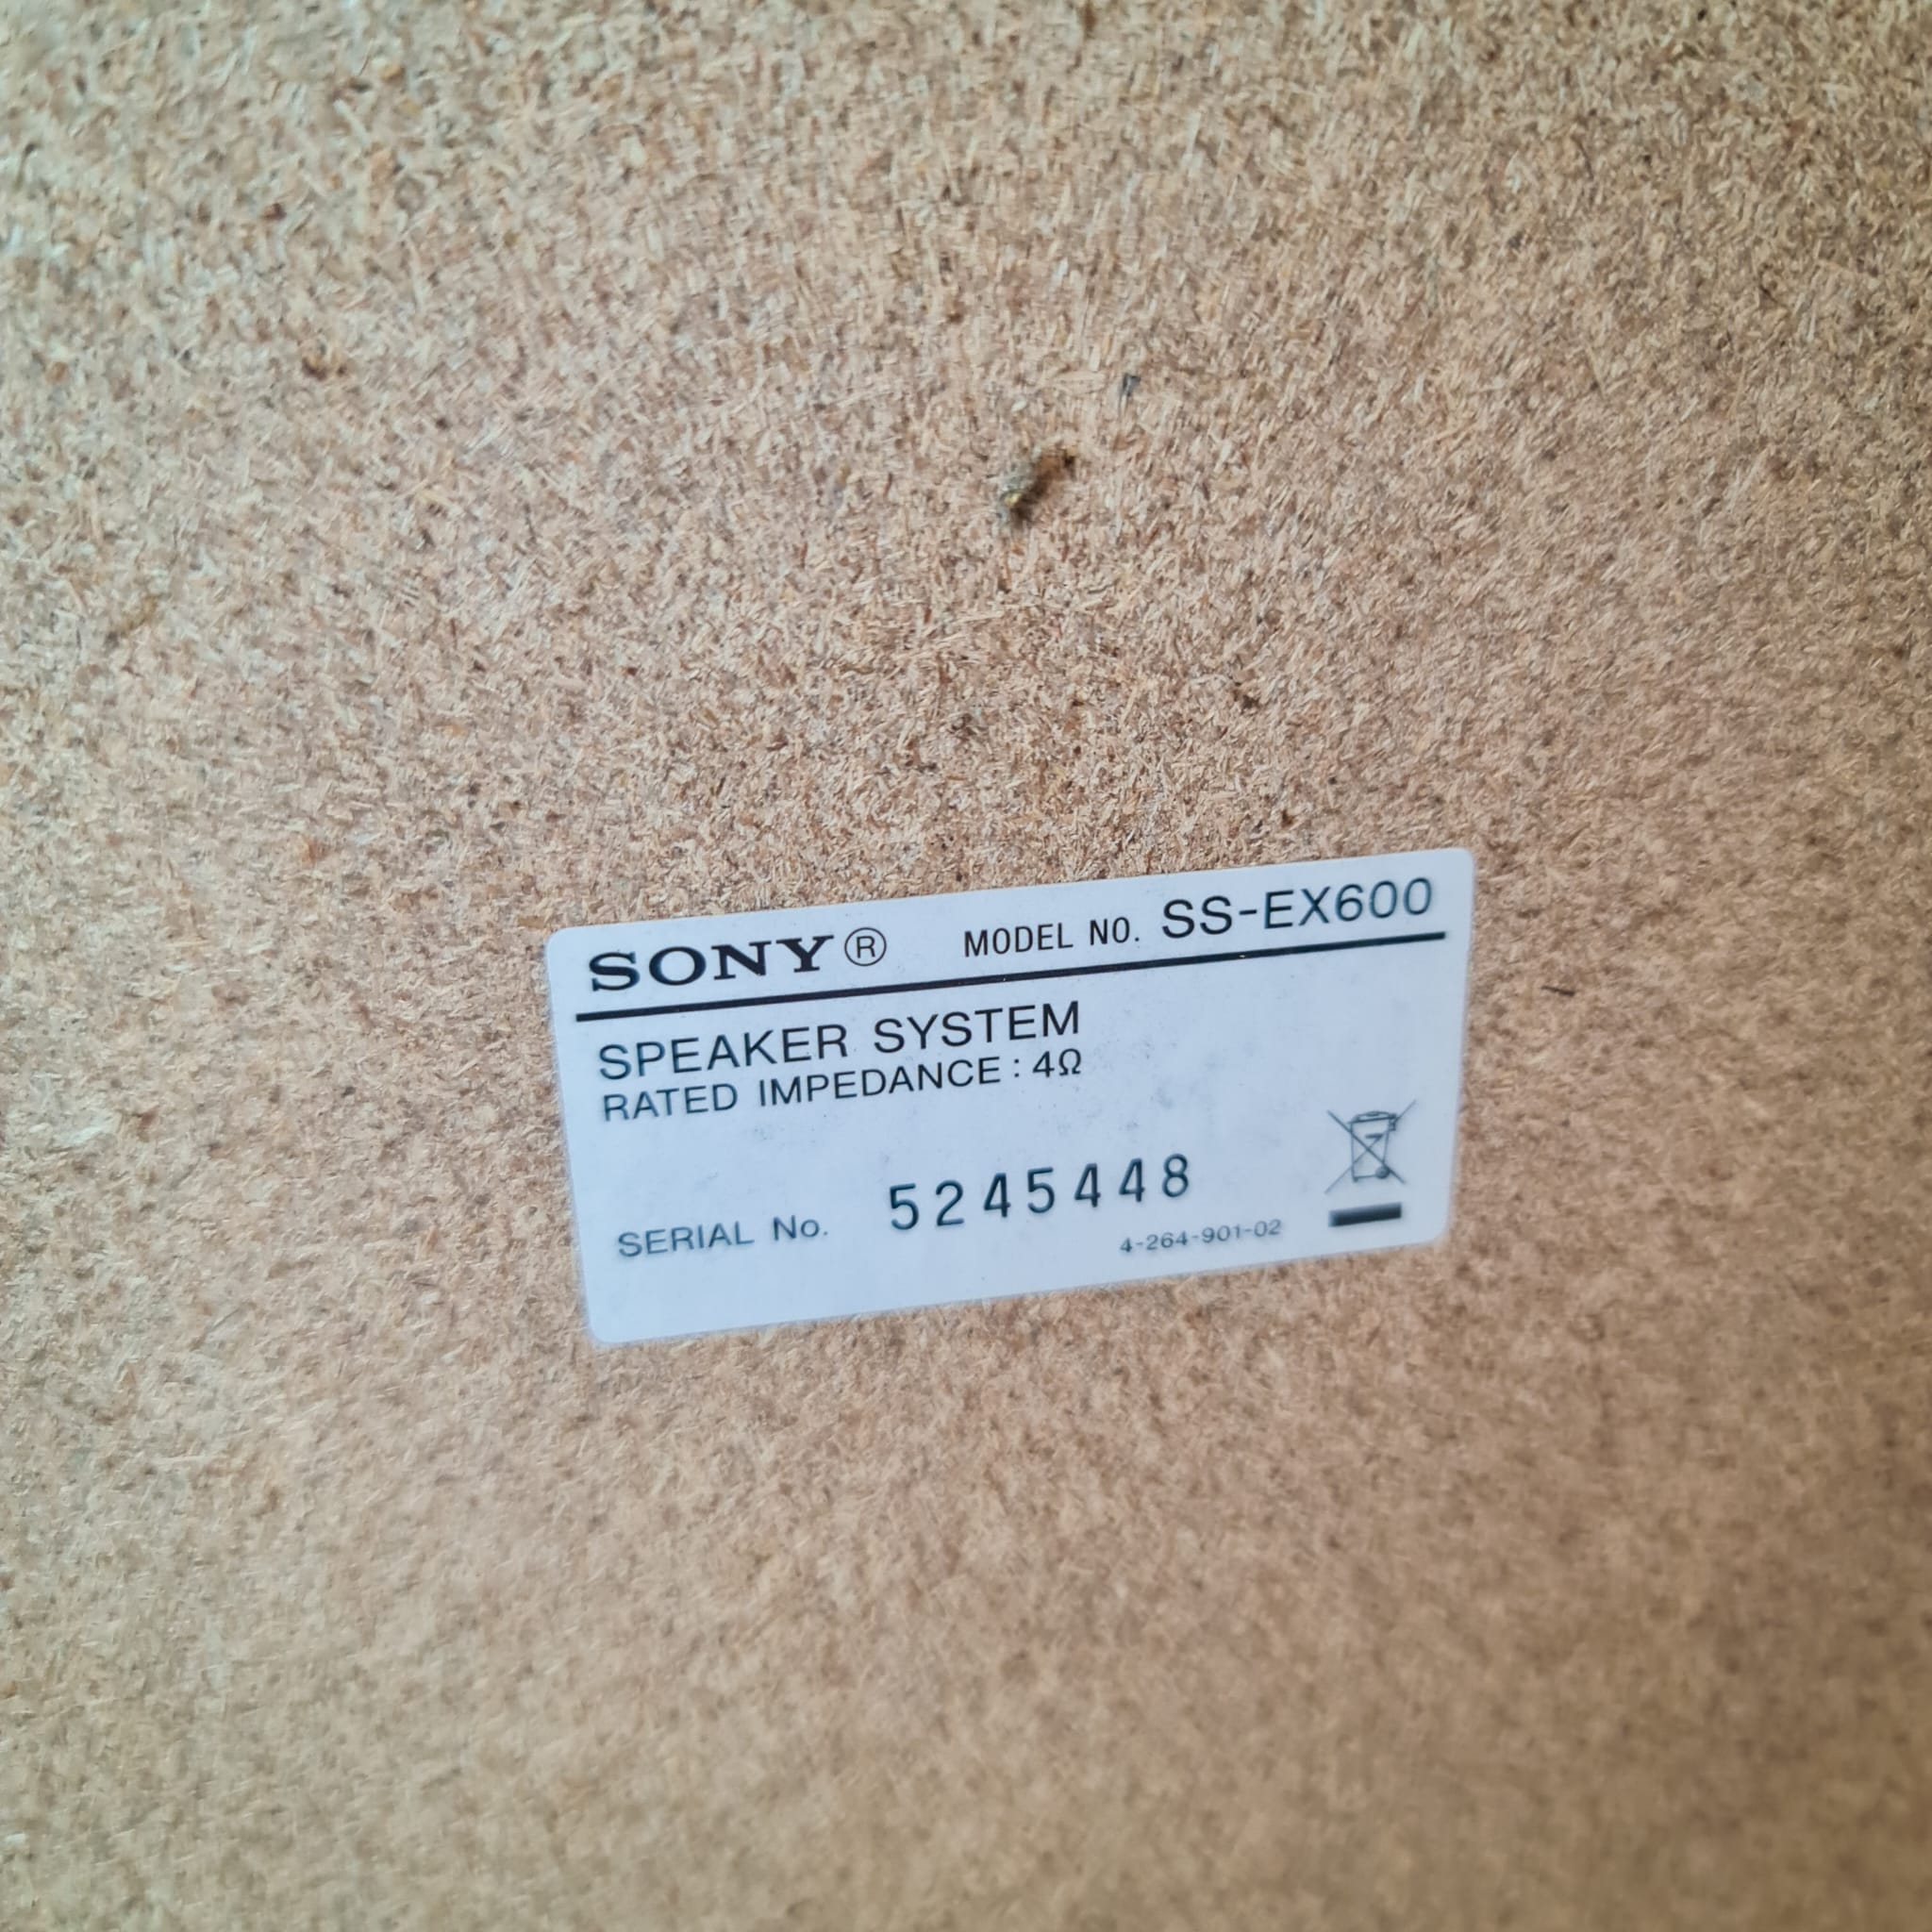 SONY® MODEL NO. SS-EX600
SPEAKER SYSTEM
RATED IMPEDANCE : 4Ω
SERIAL No. 5245448
4-264-901-02